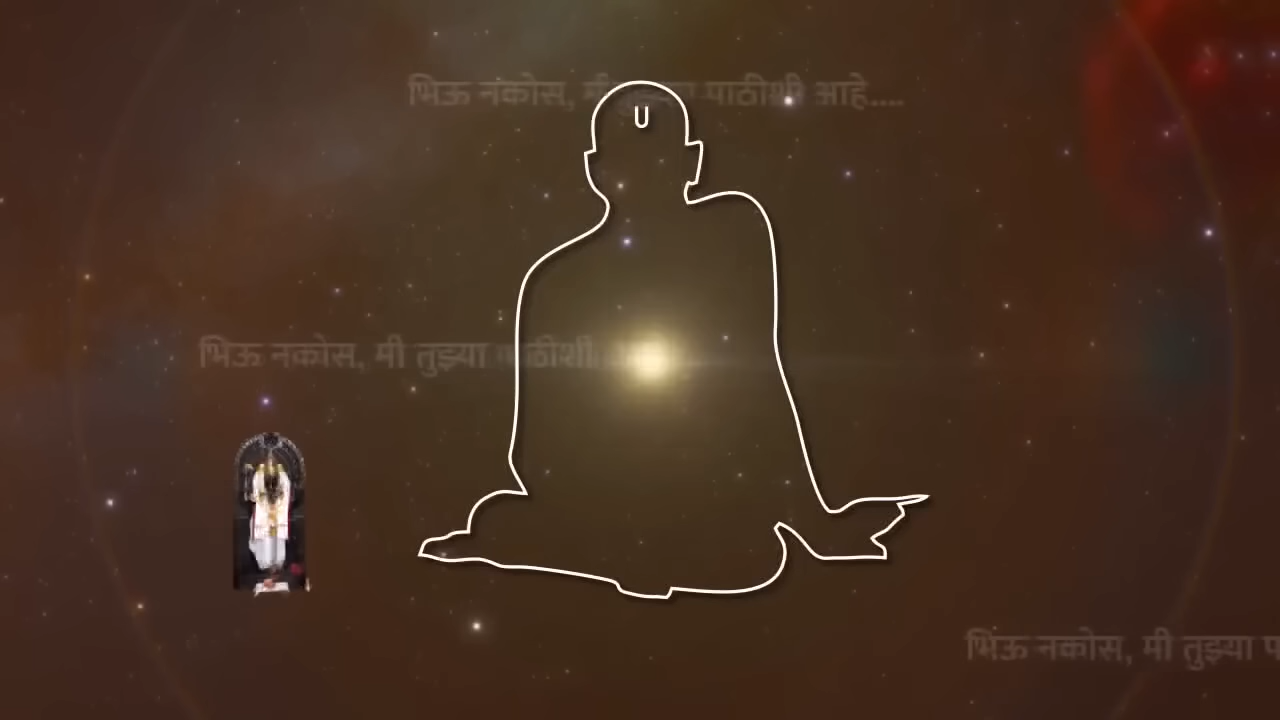 भिऊ नकोस, मी तुझ्या पाठीशी आहे....
भिऊ नकोस, मी तुझ्या पाठीशी
भिऊ नकोस, मी तुझ्या